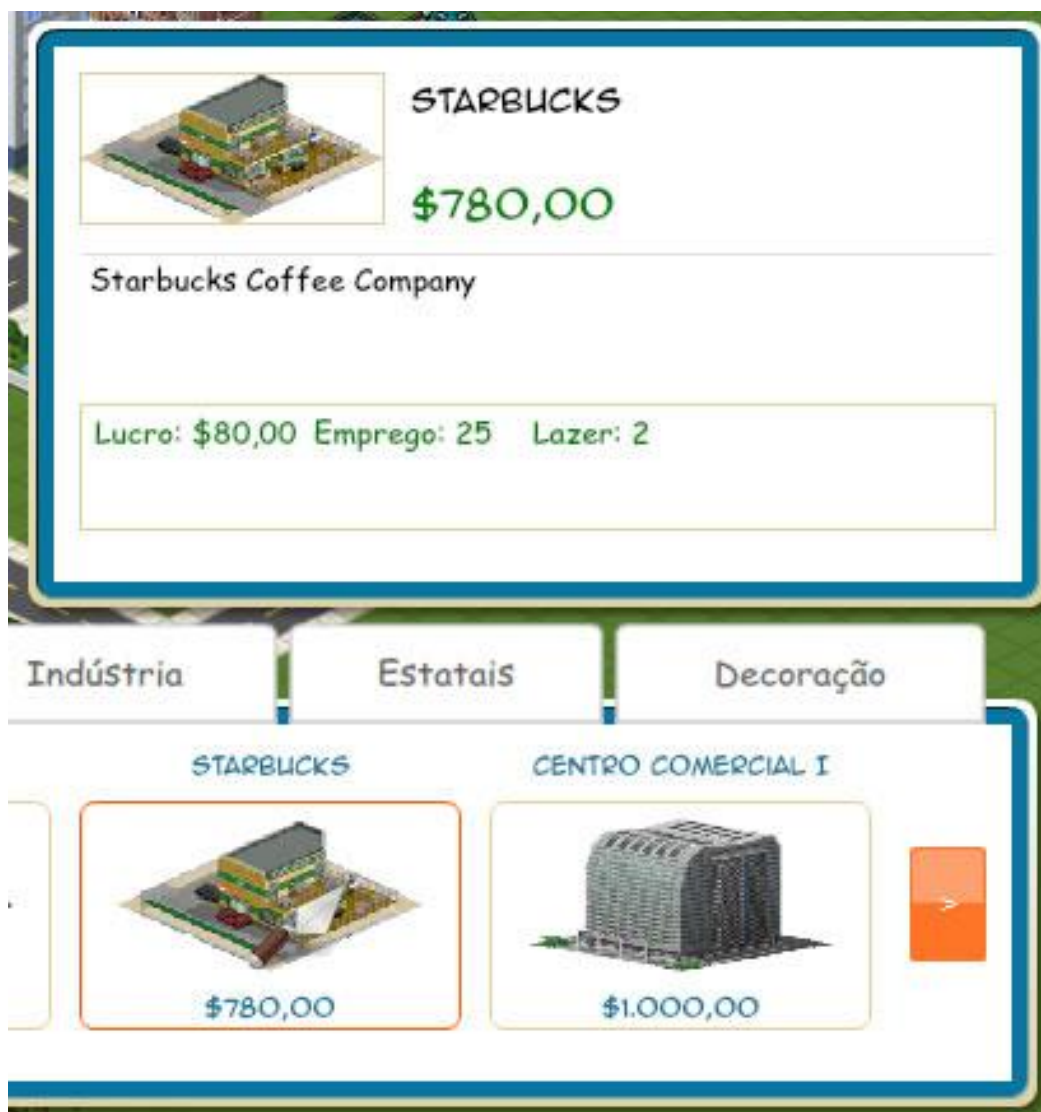 STARBUCKS
$780,00
Starbucks Coffee Company
Lucro: $80,00 Emprego: 25 Lazer: 2
Indústria Estatais Decoração
STARBUCKS CENTRO COMERCIAL I
>
$780,00 $1.000,00